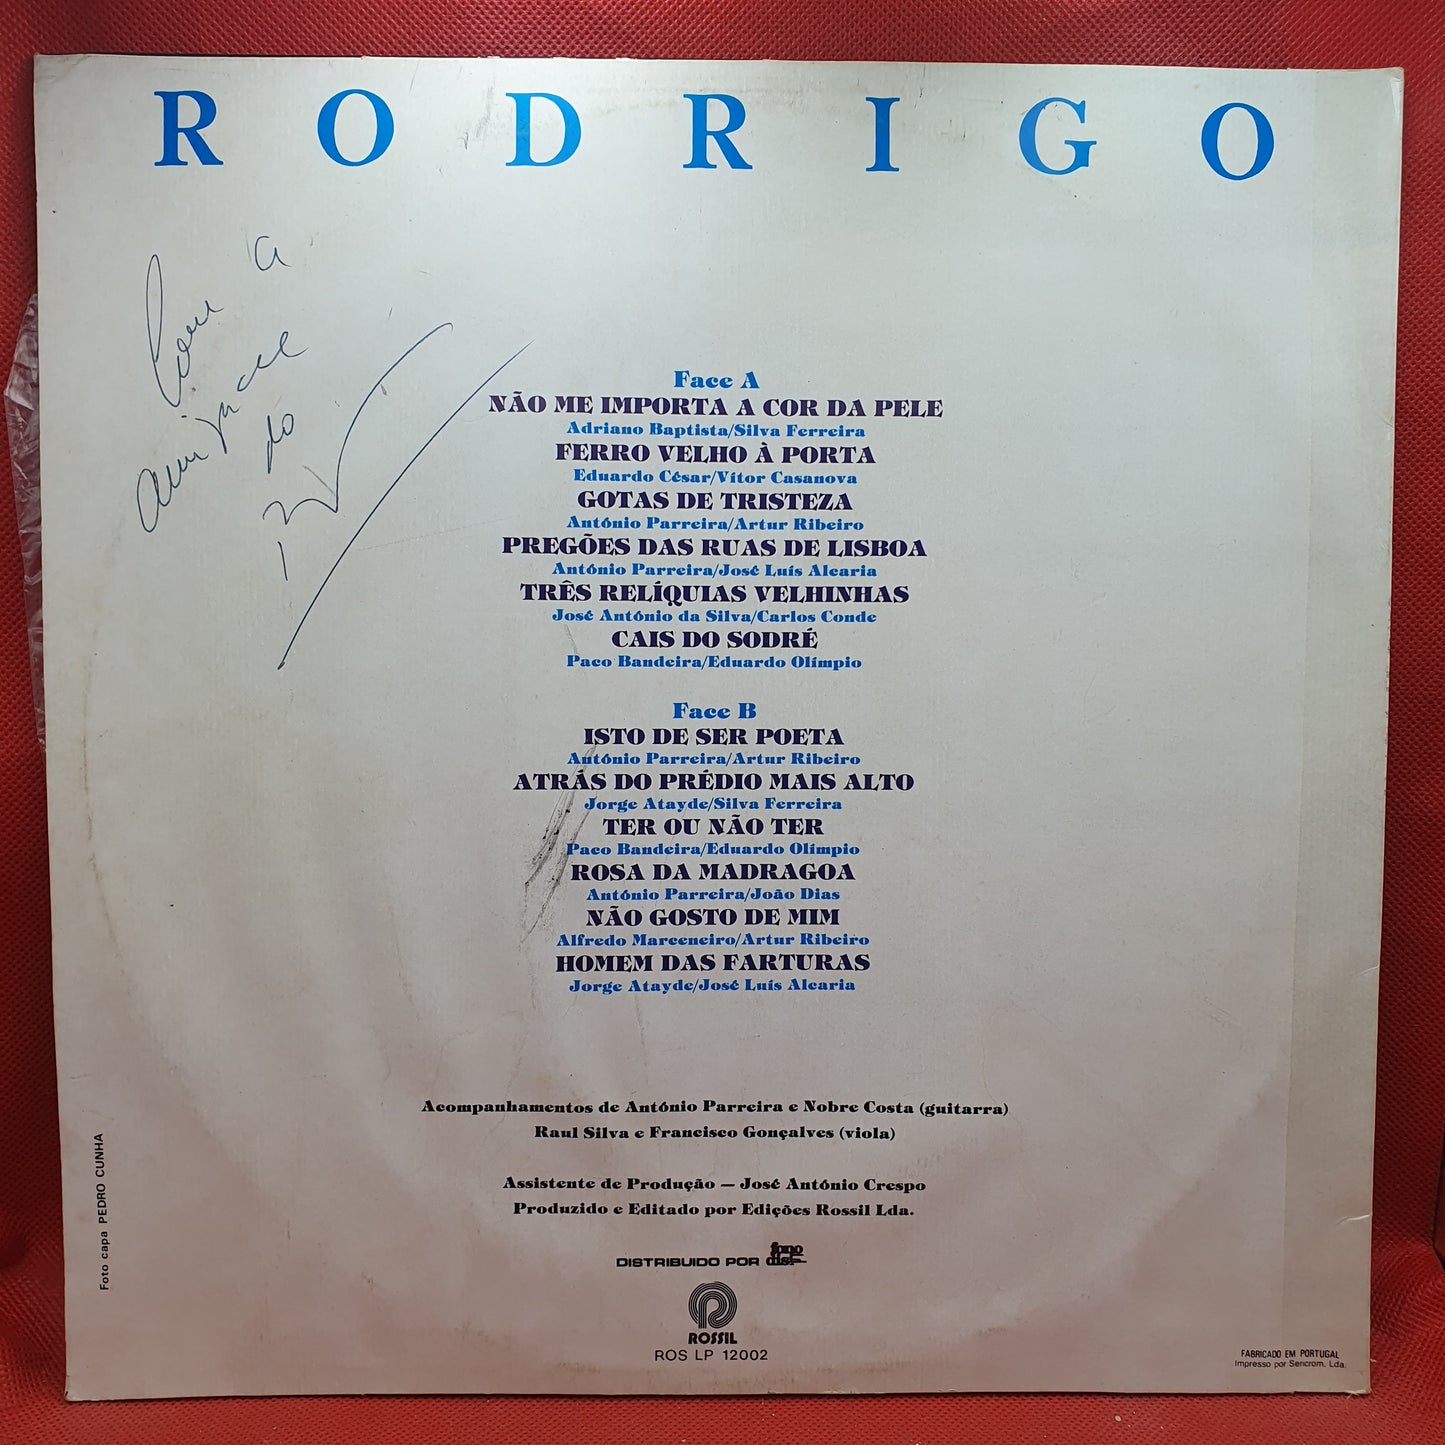 RODRIGO
Com a
amizade
do
Face A
NÃO ME IMPORTA A COR DA PELE
Adriano Baptista/Silva Ferreira
FERRO VELHO À PORTA
Eduardo César/Vítor Casanova
GOTAS DE TRISTEZA
António Parreira/Artur Ribeiro
PREGÕES DAS RUAS DE LISBOA
António Parreira/José Luís Alcaria
TRÊS RELÍQUIAS VELHINHAS
José António da Silva/Carlos Conde
CAIS DO SODRÉ
Paco Bandeira/Eduardo Olímpio
Face B
ISTO DE SER POETA
António Parreira/Artur Ribeiro
ATRÁS DO PRÉDIO MAIS ALTO
Jorge Atayde/Silva Ferreira
TER OU NÃO TER
Paco Bandeira/Eduardo Olímpio
ROSA DA MADRAGOA
António Parreira/João Dias
NÃO GOSTO DE MIM
Alfredo Marceneiro/Artur Ribeiro
HOMEM DAS FARTURAS
Jorge Atayde/José Luís Alcaria
Acompanhamentos de António Parreira e Nobre Costa (guitarra)
Raul Silva e Francisco Gonçalves (viola)
Assistente de Produção — José António Crespo
Produzido e Editado por Edições Rossil Lda.
DISTRIBUIDO POR fonodisf
ROSSIL
ROS LP 12002
Foto capa PEDRO CUNHA
FABRICADO EM PORTUGAL
Impresso por Sencrom, Lda.